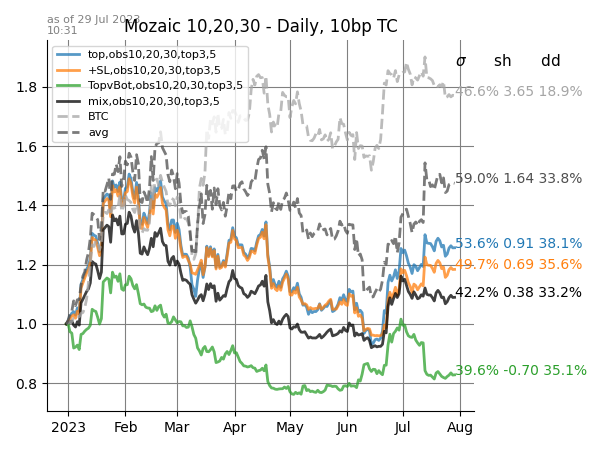 as of 29 Jul 2023
10:31
Mozaic 10,20,30 - Daily, 10bp TC
top,obs10,20,30,top3,5
+SL,obs10,20,30,top3,5
TopvBot,obs10,20,30,top3,5
mix,obs10,20,30,top3,5
BTC
avg
σ sh dd
46.6% 3.65 18.9%
59.0% 1.64 33.8%
53.6% 0.91 38.1%
49.7% 0.69 35.6%
42.2% 0.38 33.2%
39.6% -0.70 35.1%
1.8
1.6
1.4
1.2
1.0
0.8
2023 Feb Mar Apr May Jun Jul Aug